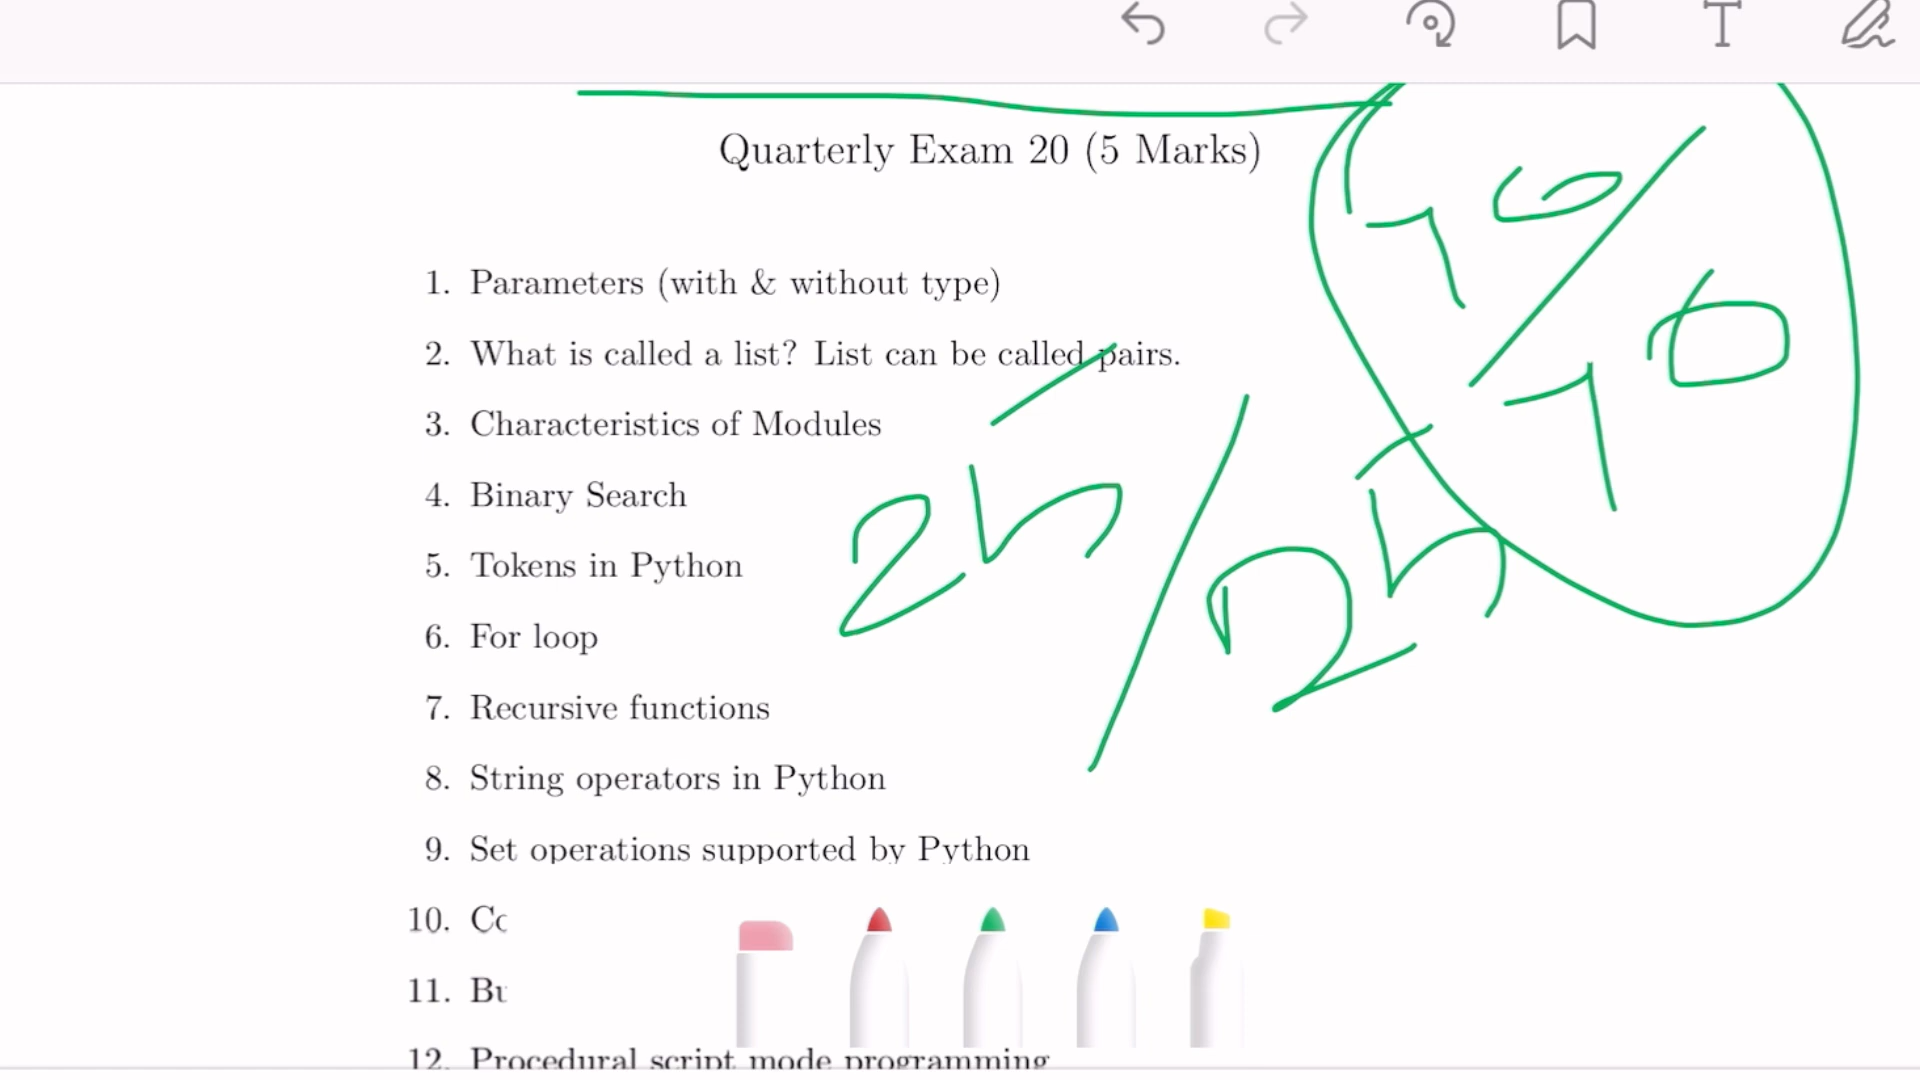 Quarterly Exam 20 (5 Marks)
1. Parameters (with & without type)
2. What is called a list? List can be called pairs.
3. Characteristics of Modules
4. Binary Search
5. Tokens in Python
6. For loop
7. Recursive functions
8. String operators in Python
9. Set operations supported by Python
10.
11.
12. Procedural script mode programming
25/25